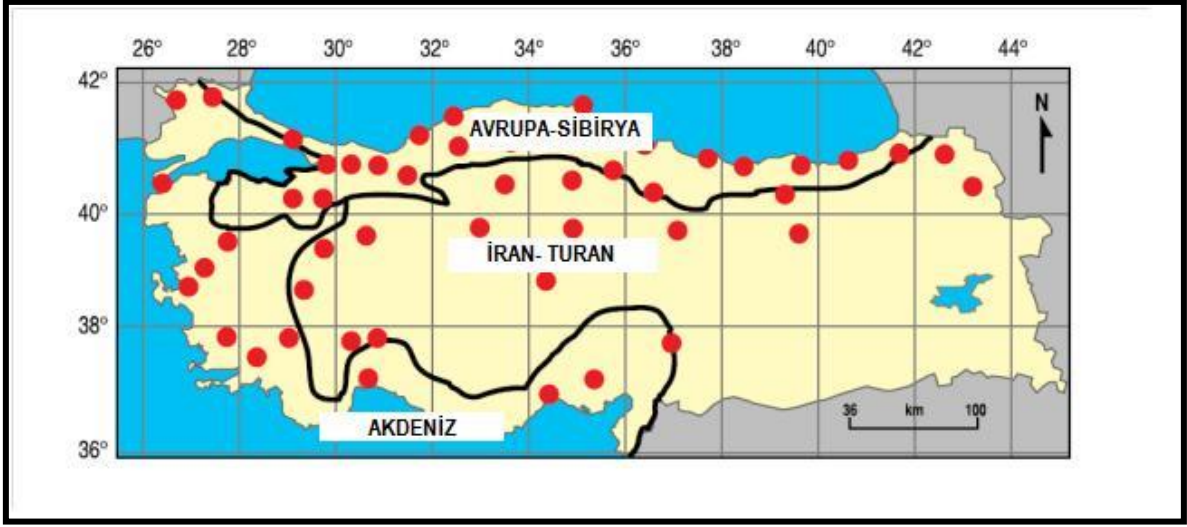 26° 28° 30° 32° 34° 36° 38° 40° 42° 44°
42°
N
AVRUPA-SİBİRYA
40°
İRAN- TURAN
38°
36 km 100
AKDENİZ
36°